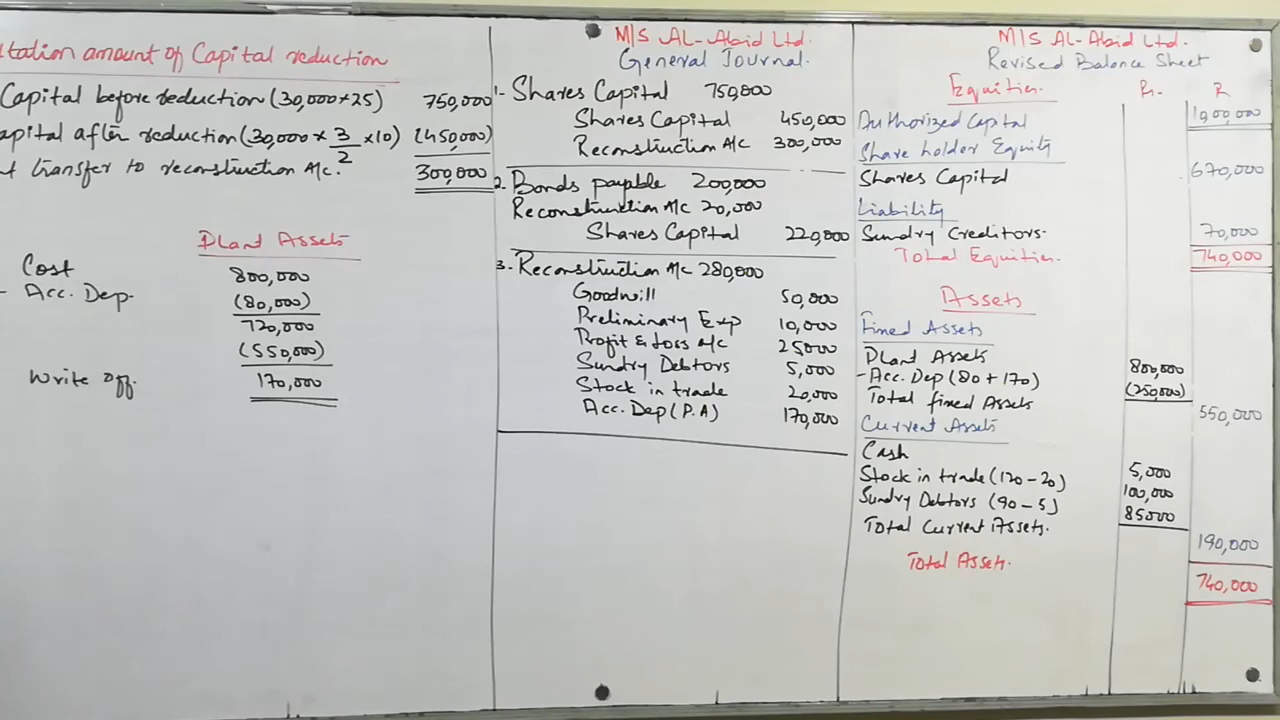 tation amount of Capital reduction
Capital before reduction (30,000×25) 750,000
apital after reduction (30,000 × 3/2 × 10) (450,000)
t transfer to reconstruction A/c. 300,000
Plant Assets
Cost 800,000
- Acc. Dep. (80,000)
720,000
(550,000)
Write off. 170,000
M/S AL-Abid Ltd.
General Journal.
1- Shares Capital 750,000
Shares Capital 450,000
Reconstruction A/c 300,000
2. Bonds payable 200,000
Reconstruction A/c 20,000
Shares Capital 220,000
3- Reconstruction A/c 280,000
Goodwill 50,000
Preliminary Exp 10,000
Profit & Loss A/c 25000
Sundry Debtors 5,000
Stock in trade 20,000
Acc. Dep (P.A) 170,000
M/S AL-Abid Ltd.
Revised Balance Sheet
Equities. Rs. R
Authorized Capital 1,000,000
Share holder Equity
Shares Capital 670,000
Liability
Sundry Creditors. 70,000
Total Equities. 740,000
Assets
Fixed Assets
Plant Assets 800,000
- Acc. Dep (80 + 170) (250,000)
Total fixed Assets 550,000
Current Assets
Cash 5,000
Stock in trade (120 - 20) 100,000
Sundry Debtors (90 - 5) 85000
Total Current Assets. 190,000
Total Assets. 740,000